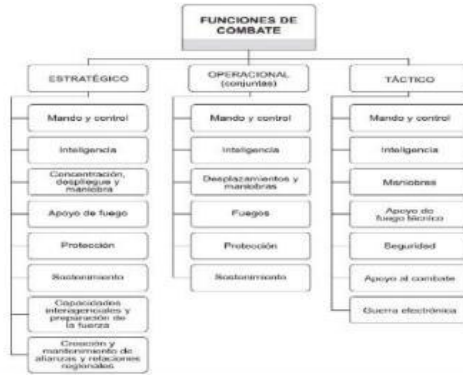 FUNCIONES DE
COMBATE
ESTRATÉGICO
Mando y control
Inteligencia
Concentración,
despliegue y
maniobra
Apoyo de fuego
Protección
Sostenimiento
Capacidades
interagenciales y
preparación de
la fuerza
Creación y
mantenimiento de
alianzas y relaciones
regionales
OPERACIONAL
(conjuntas)
Mando y control
Inteligencia
Desplazamientos y
maniobras
Fuegos
Protección
Sostenimiento
TÁCTICO
Mando y control
Inteligencia
Maniobras
Apoyo de
fuego técnico
Seguridad
Apoyo al combate
Guerra electrónica